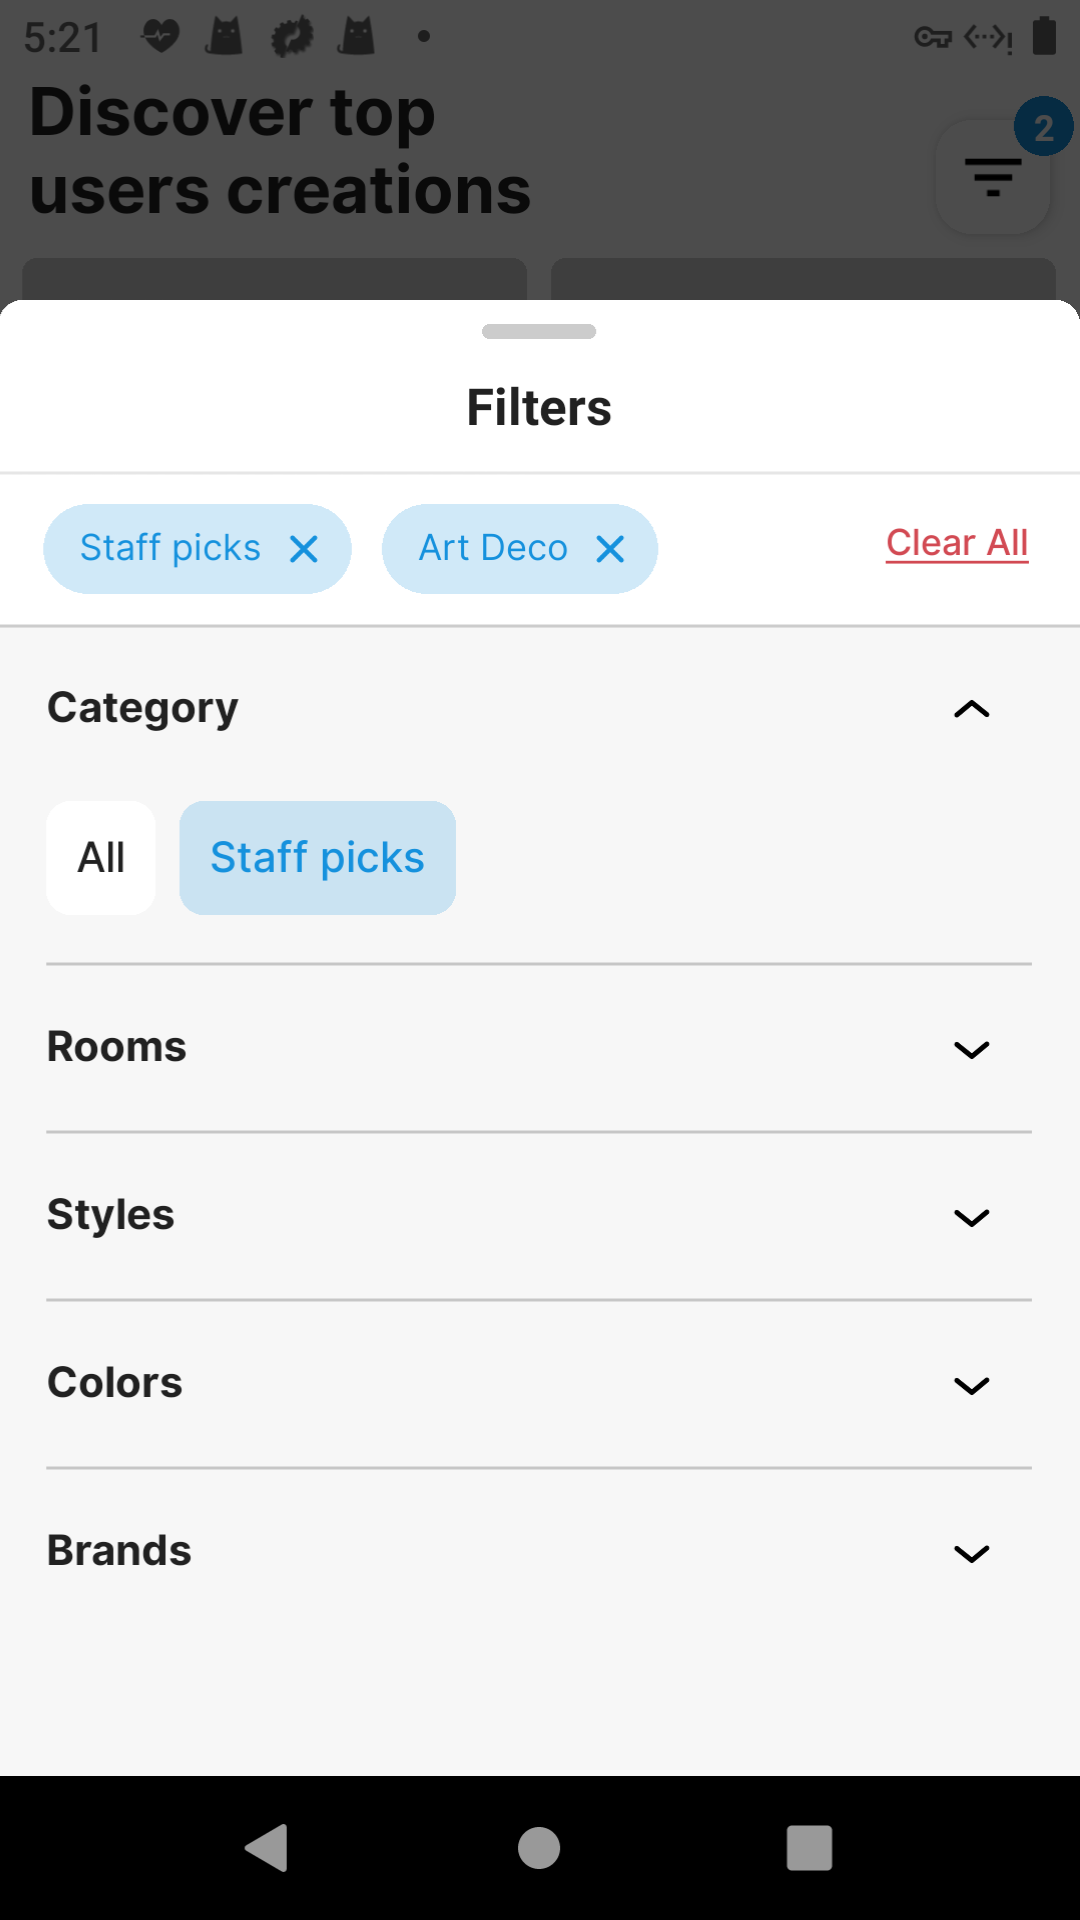 5:21
Discover top
users creations
2
Filters
Staff picks
Art Deco
Clear All
Category
All
Staff picks
Rooms
Styles
Colors
Brands